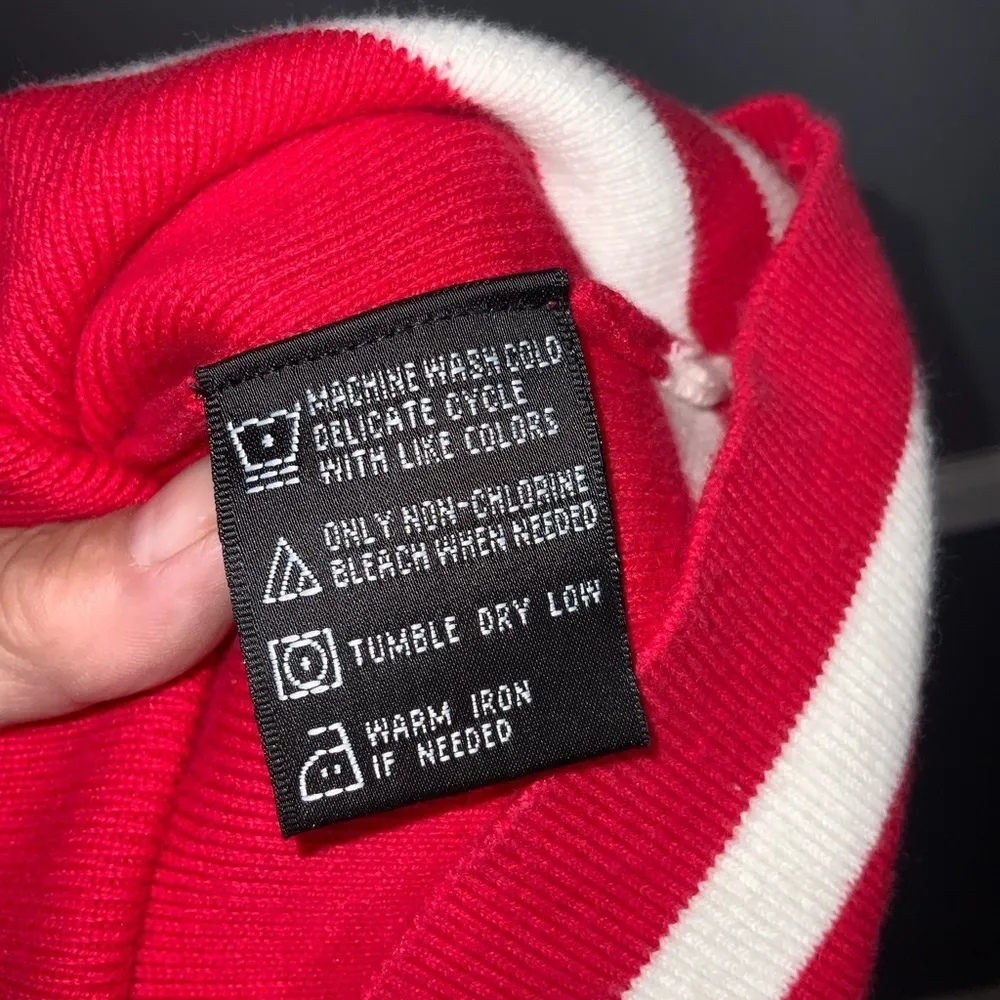 MACHINE WASH COLD
DELICATE CYCLE
WITH LIKE COLORS
ONLY NON-CHLORINE
BLEACH WHEN NEEDED
TUMBLE DRY LOW
WARM IRON
IF NEEDED